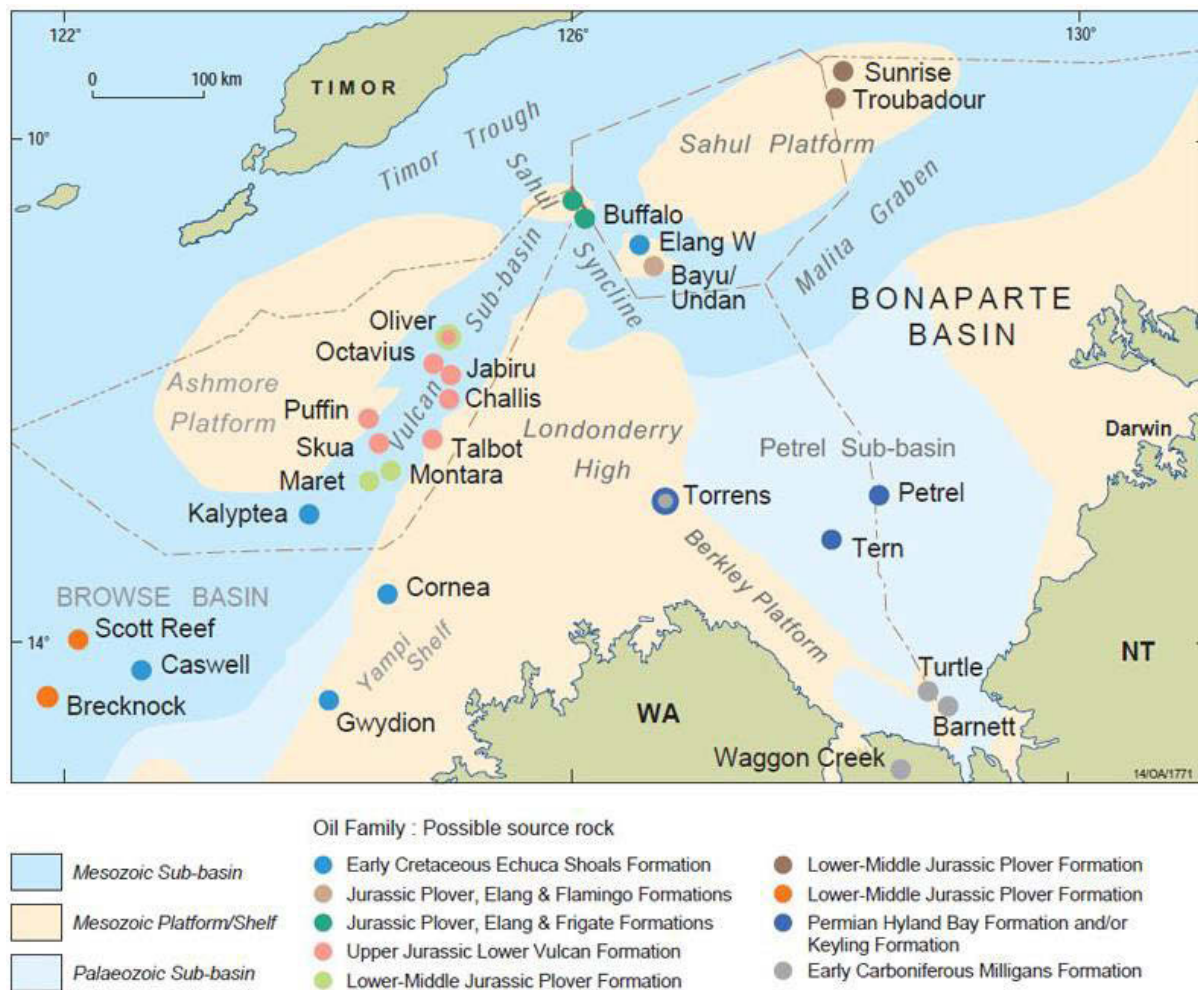 122°
126°
130°
0
100 km
TIMOR
Sunrise
Troubadour
10°
Timor Trough
Sahul Platform
Sahul
Syncline
Malita Graben
Buffalo
Elang W
Bayu/
Undan
BONAPARTE
BASIN
Oliver
Octavius
Vulcan
Sub-basin
Jabiru
Challis
Ashmore
Platform
Puffin
Skua
Talbot
Londonderry
High
Maret
Montara
Kalyptea
Petrel Sub-basin
Darwin
Torrens
Petrel
Tern
Berkley Platform
Cornea
BROWSE BASIN
14°
Scott Reef
Caswell
Brecknock
Yampi
Shelf
Gwydion
WA
NT
Turtle
Barnett
Waggon Creek
14/OA/1771
Oil Family : Possible source rock
Mesozoic Sub-basin
Mesozoic Platform/Shelf
Palaeozoic Sub-basin
Early Cretaceous Echuca Shoals Formation
Jurassic Plover, Elang & Flamingo Formations
Jurassic Plover, Elang & Frigate Formations
Upper Jurassic Lower Vulcan Formation
Lower-Middle Jurassic Plover Formation
Lower-Middle Jurassic Plover Formation
Lower-Middle Jurassic Plover Formation
Permian Hyland Bay Formation and/or
Keyling Formation
Early Carboniferous Milligans Formation